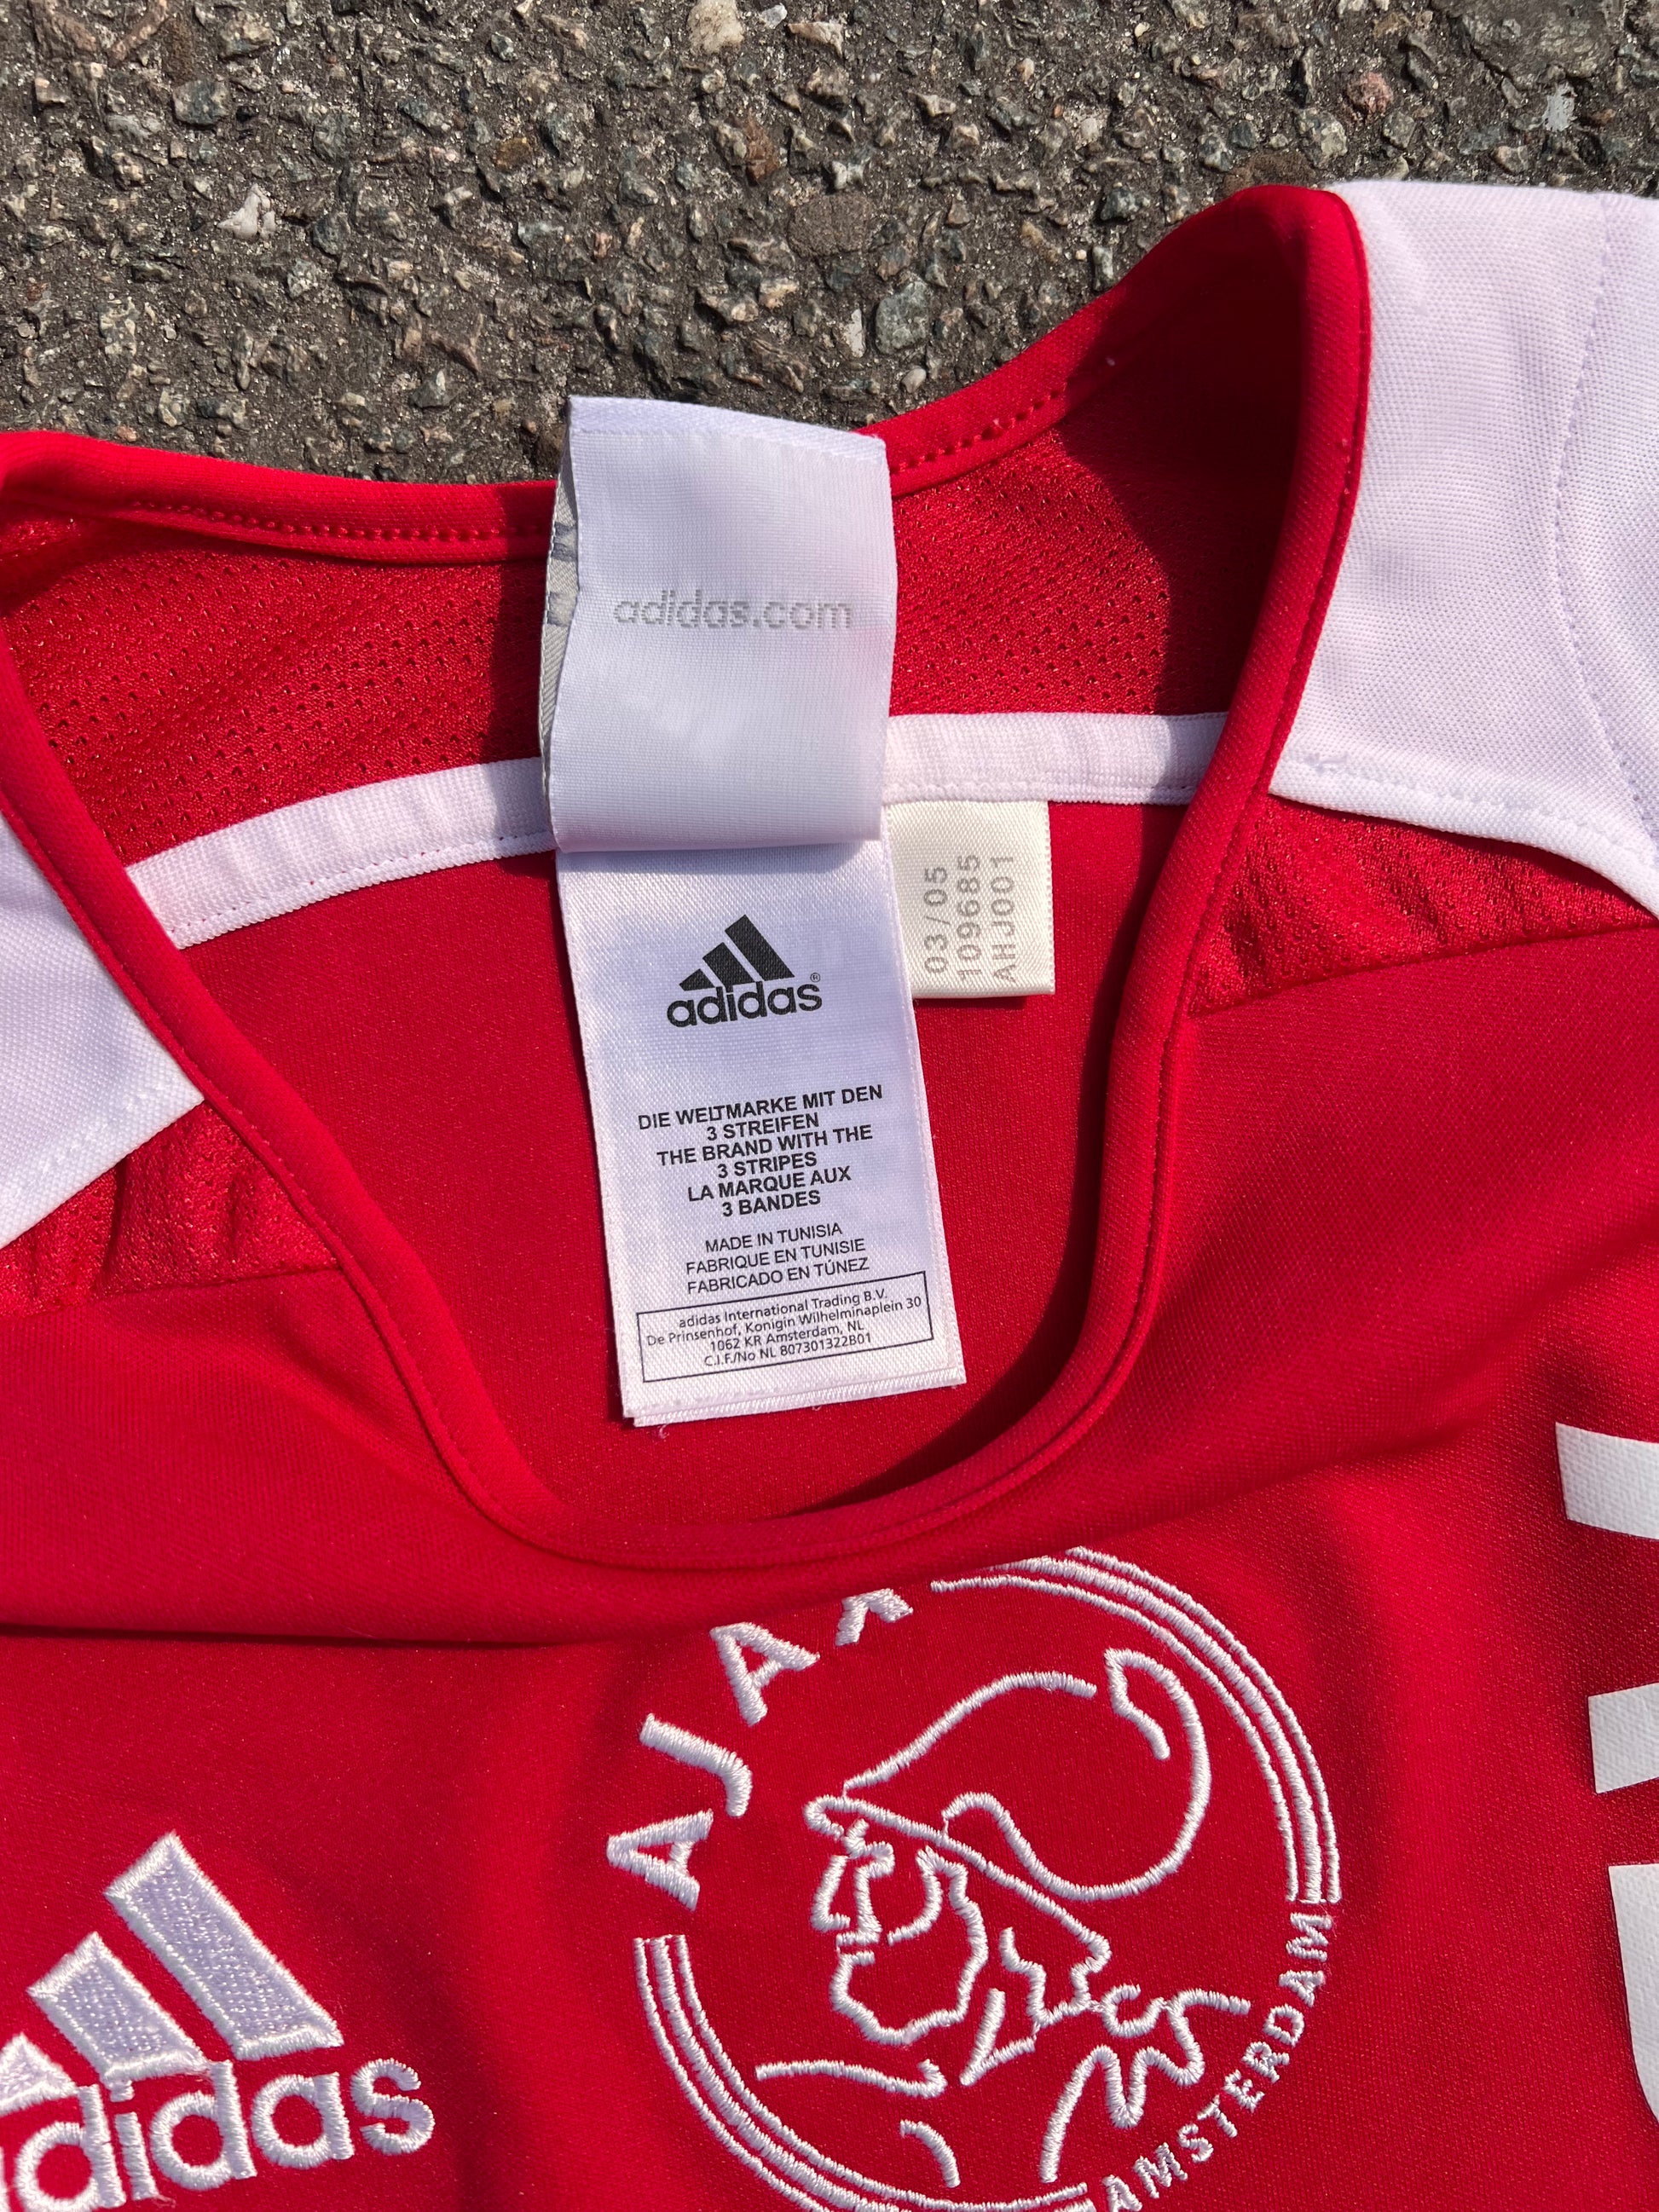 adidas.com
03/05
109685
AHJ001
adidas®
DIE WELTMARKE MIT DEN
3 STREIFEN
THE BRAND WITH THE
3 STRIPES
LA MARQUE AUX
3 BANDES
MADE IN TUNISIA
FABRIQUE EN TUNISIE
FABRICADO EN TÚNEZ
adidas International Trading B.V.
De Prinsenhof, Konigin Wilhelminaplein 30
1062 KR Amsterdam, NL
C.I.F./No NL 807301322B01
AJAX
AMSTERDAM
adidas